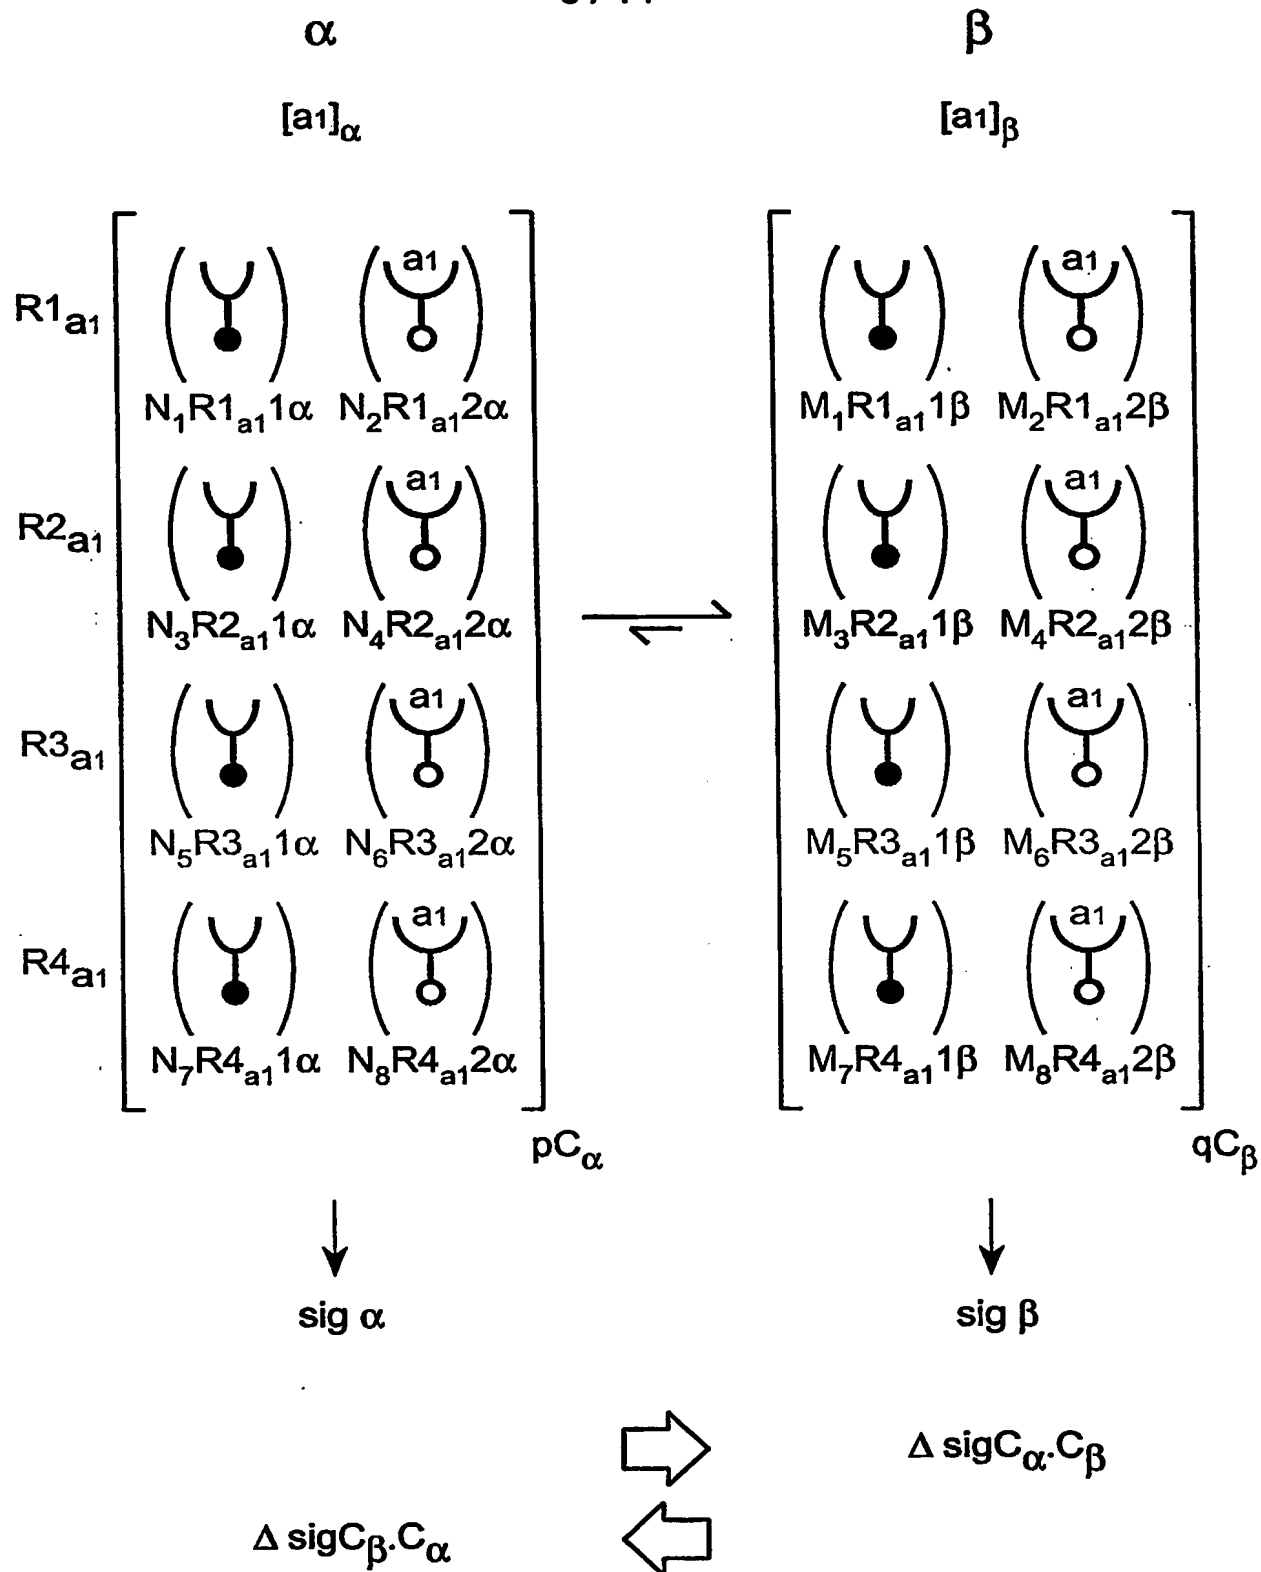 α β
[a1]α [a1]β
a1 a1
R1a1
N1R1a11α N2R1a12α M1R1a11β M2R1a12β
a1 a1
R2a1
N3R2a11α N4R2a12α M3R2a11β M4R2a12β
a1 a1
R3a1
N5R3a11α N6R3a12α M5R3a11β M6R3a12β
a1 a1
R4a1
N7R4a11α N8R4a12α M7R4a11β M8R4a12β
pCα qCβ
sig α sig β
Δ sigCα.Cβ
Δ sigCβ.Cα